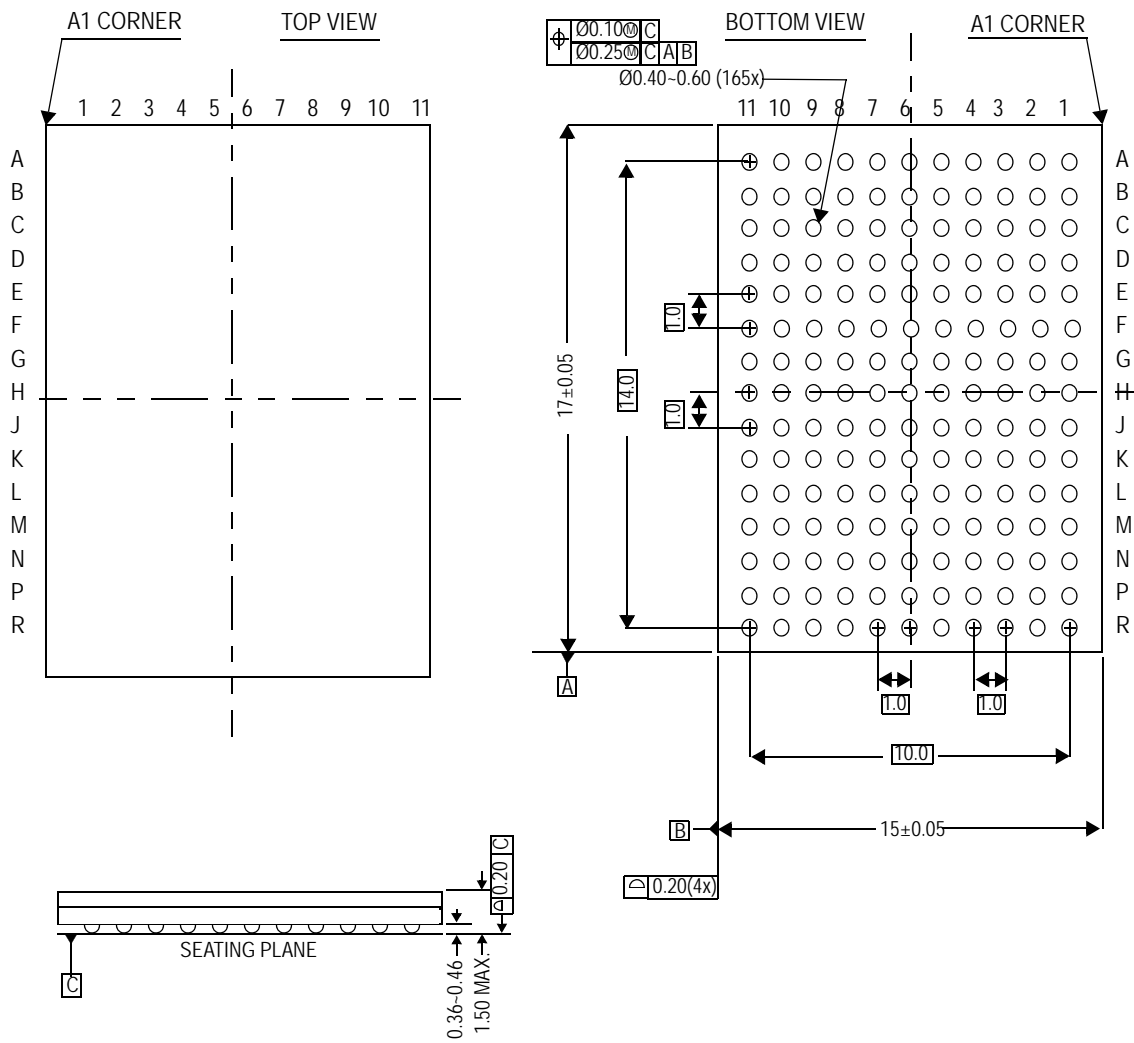 A1 CORNER
TOP VIEW
1 2 3 4 5 6 7 8 9 10 11
A
B
C
D
E
F
G
H
J
K
L
M
N
P
R
Ø0.10Ⓜ C
Ø0.25Ⓜ C A B
BOTTOM VIEW
A1 CORNER
Ø0.40~0.60 (165x)
11 10 9 8 7 6 5 4 3 2 1
A
B
C
D
E
F
G
H
J
K
L
M
N
P
R
1.0
1.0
14.0
17±0.05
A
1.0
1.0
10.0
B
15±0.05
0.20(4x)
0.20 C
SEATING PLANE
C
0.36~0.46
1.50 MAX.